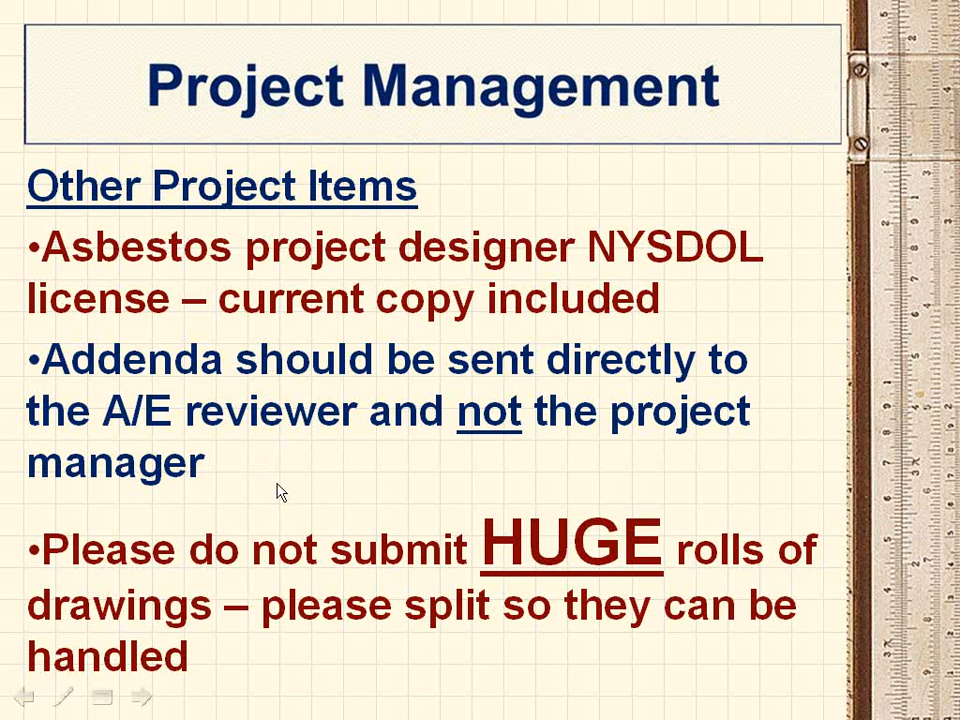 Project Management
Other Project Items
•Asbestos project designer NYSDOL
license – current copy included
•Addenda should be sent directly to
the A/E reviewer and not the project
manager
•Please do not submit HUGE rolls of
drawings – please split so they can be
handled